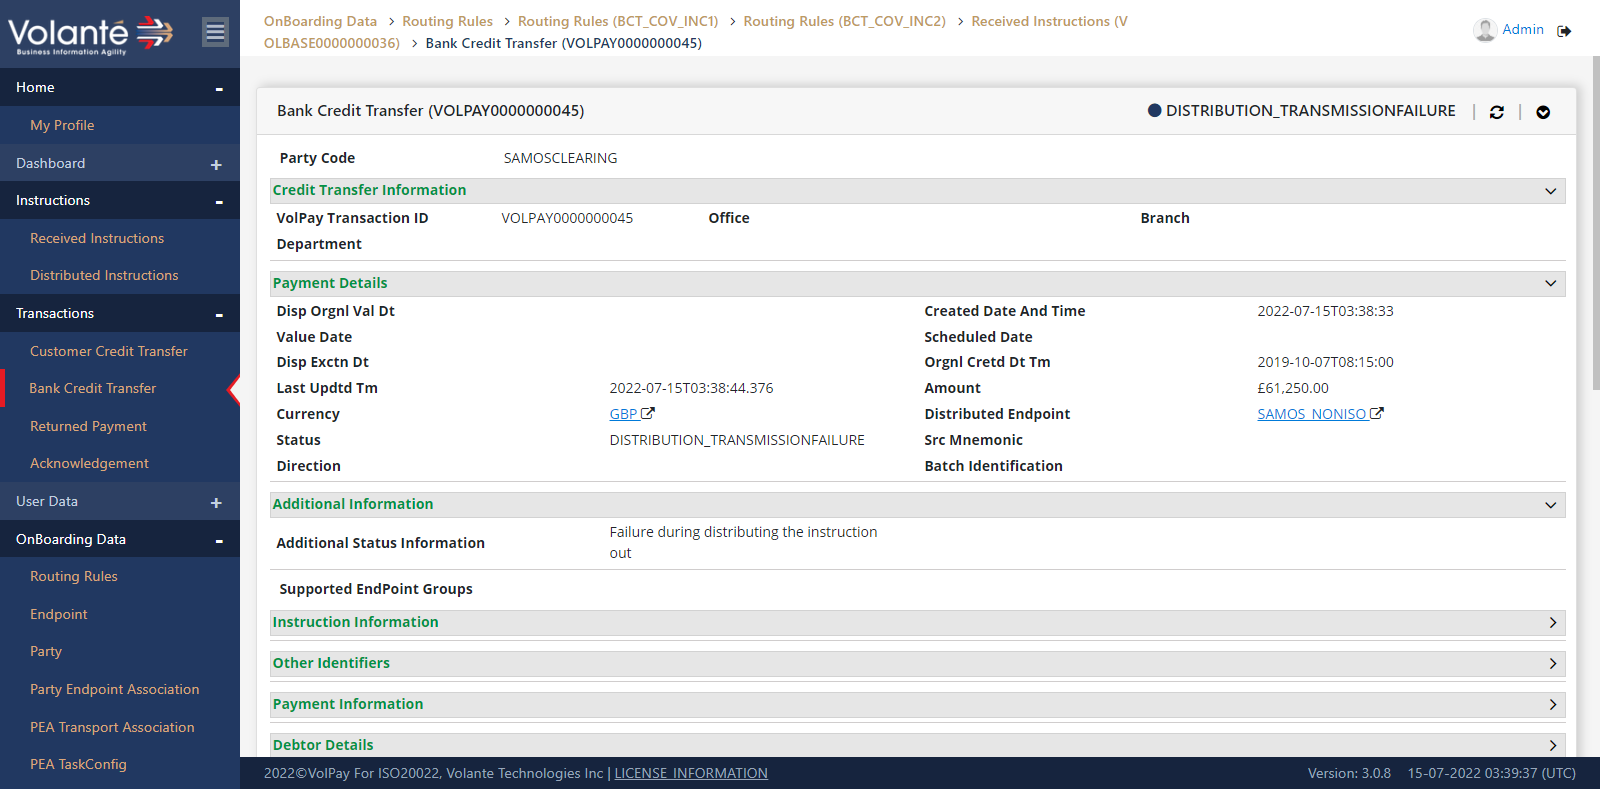 Volanté
Business Information Agility
Home
My Profile
Dashboard
Instructions
Received Instructions
Distributed Instructions
Transactions
Customer Credit Transfer
Bank Credit Transfer
Returned Payment
Acknowledgement
User Data
OnBoarding Data
Routing Rules
Endpoint
Party
Party Endpoint Association
PEA Transport Association
PEA TaskConfig
OnBoarding Data > Routing Rules > Routing Rules (BCT_COV_INC1) > Routing Rules (BCT_COV_INC2) > Received Instructions (V
OLBASE0000000036) > Bank Credit Transfer (VOLPAY0000000045)
Admin
Bank Credit Transfer (VOLPAY0000000045) DISTRIBUTION_TRANSMISSIONFAILURE
Party Code SAMOSCLEARING
Credit Transfer Information
VolPay Transaction ID VOLPAY0000000045 Office Branch
Department
Payment Details
Disp Orgnl Val Dt Created Date And Time 2022-07-15T03:38:33
Value Date Scheduled Date
Disp Exctn Dt Orgnl Cretd Dt Tm 2019-10-07T08:15:00
Last Updtd Tm 2022-07-15T03:38:44.376 Amount £61,250.00
Currency GBP Distributed Endpoint SAMOS_NONISO
Status DISTRIBUTION_TRANSMISSIONFAILURE Src Mnemonic
Direction Batch Identification
Additional Information
Additional Status Information Failure during distributing the instruction
out
Supported EndPoint Groups
Instruction Information
Other Identifiers
Payment Information
Debtor Details
2022©VolPay For ISO20022, Volante Technologies Inc | LICENSE INFORMATION Version: 3.0.8 15-07-2022 03:39:37 (UTC)